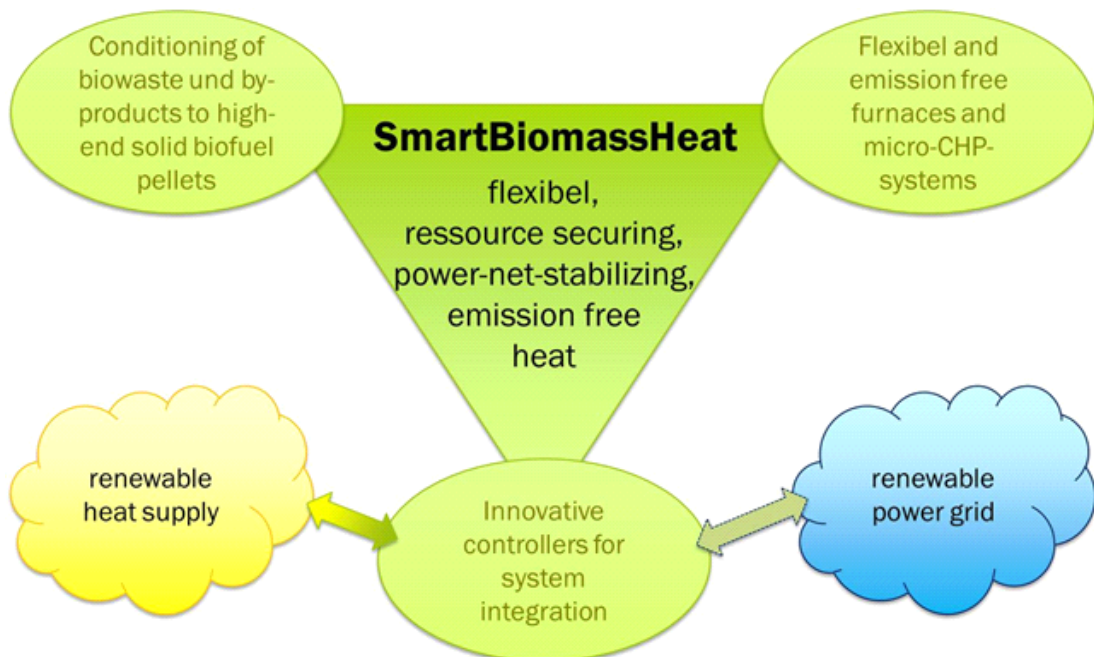 Conditioning of
biowaste und by-
products to high-
end solid biofuel
pellets
Flexibel and
emission free
furnaces and
micro-CHP-
systems
SmartBiomassHeat
flexibel,
ressource securing,
power-net-stabilizing,
emission free
heat
renewable
heat supply
Innovative
controllers for
system
integration
renewable
power grid